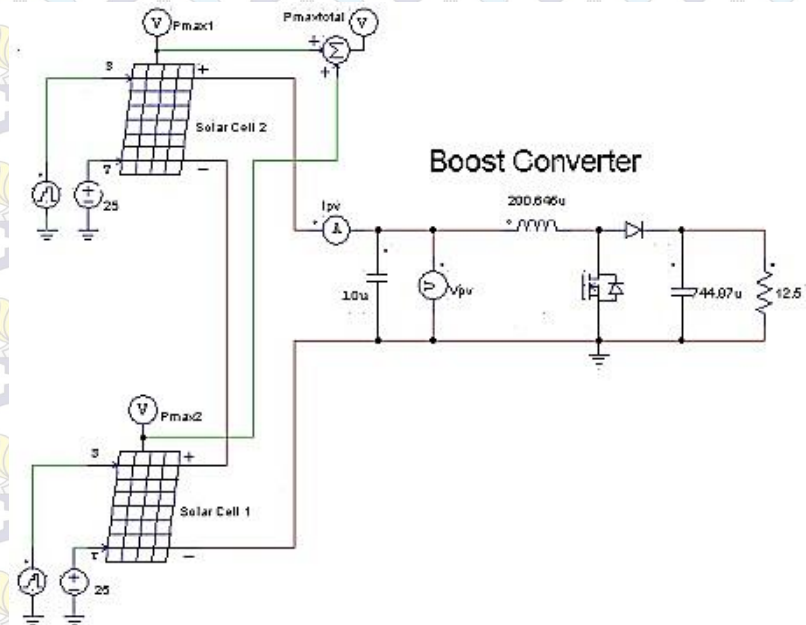 Pmax1
Pmaxtotal
V
V
S
+
+
+
Σ
Solar Cell 2
T
−
25
Boost Converter
Ipv
A
200.646u
10u
V
Vpv
744.07u
12.5
V
Pmax2
S
+
Solar Cell 1
T
−
25